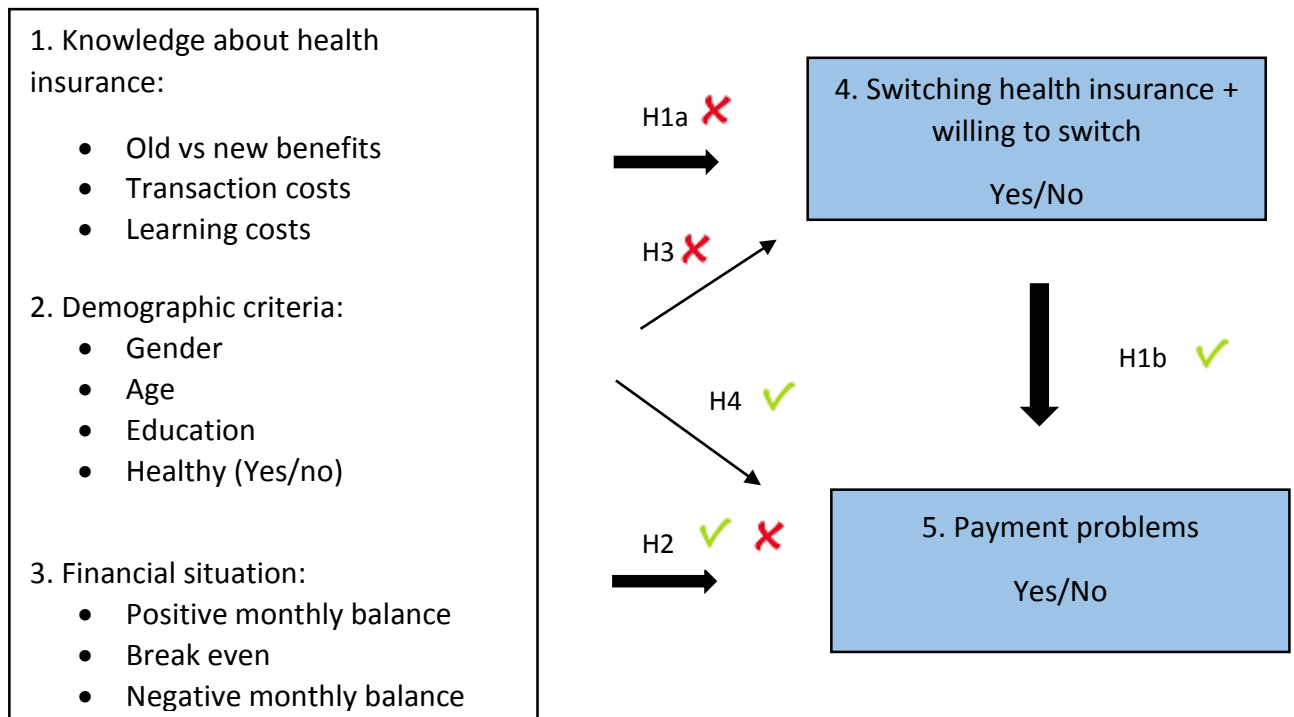 1. Knowledge about health
insurance:
• Old vs new benefits
• Transaction costs
• Learning costs
2. Demographic criteria:
• Gender
• Age
• Education
• Healthy (Yes/no)
3. Financial situation:
• Positive monthly balance
• Break even
• Negative monthly balance
H1a
H3
H4
H2
4. Switching health insurance +
willing to switch
Yes/No
H1b
5. Payment problems
Yes/No